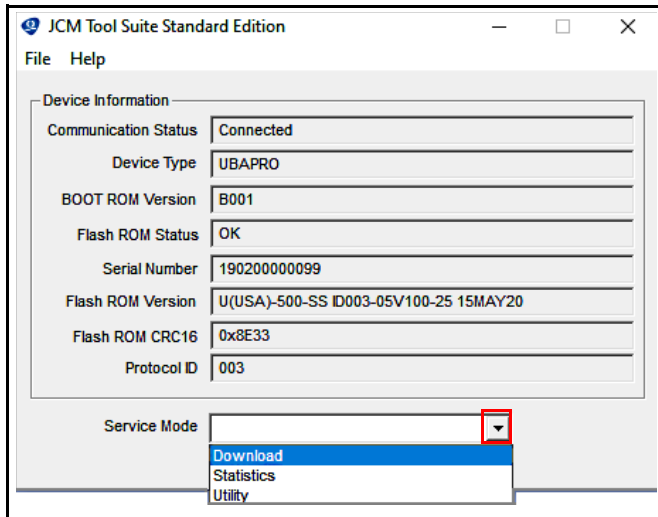 JCM Tool Suite Standard Edition
File Help
Device Information
Communication Status Connected
Device Type UBAPRO
BOOT ROM Version B001
Flash ROM Status OK
Serial Number 190200000099
Flash ROM Version U(USA)-500-SS ID003-05V100-25 15MAY20
Flash ROM CRC16 0x8E33
Protocol ID 003
Service Mode
Download
Statistics
Utility